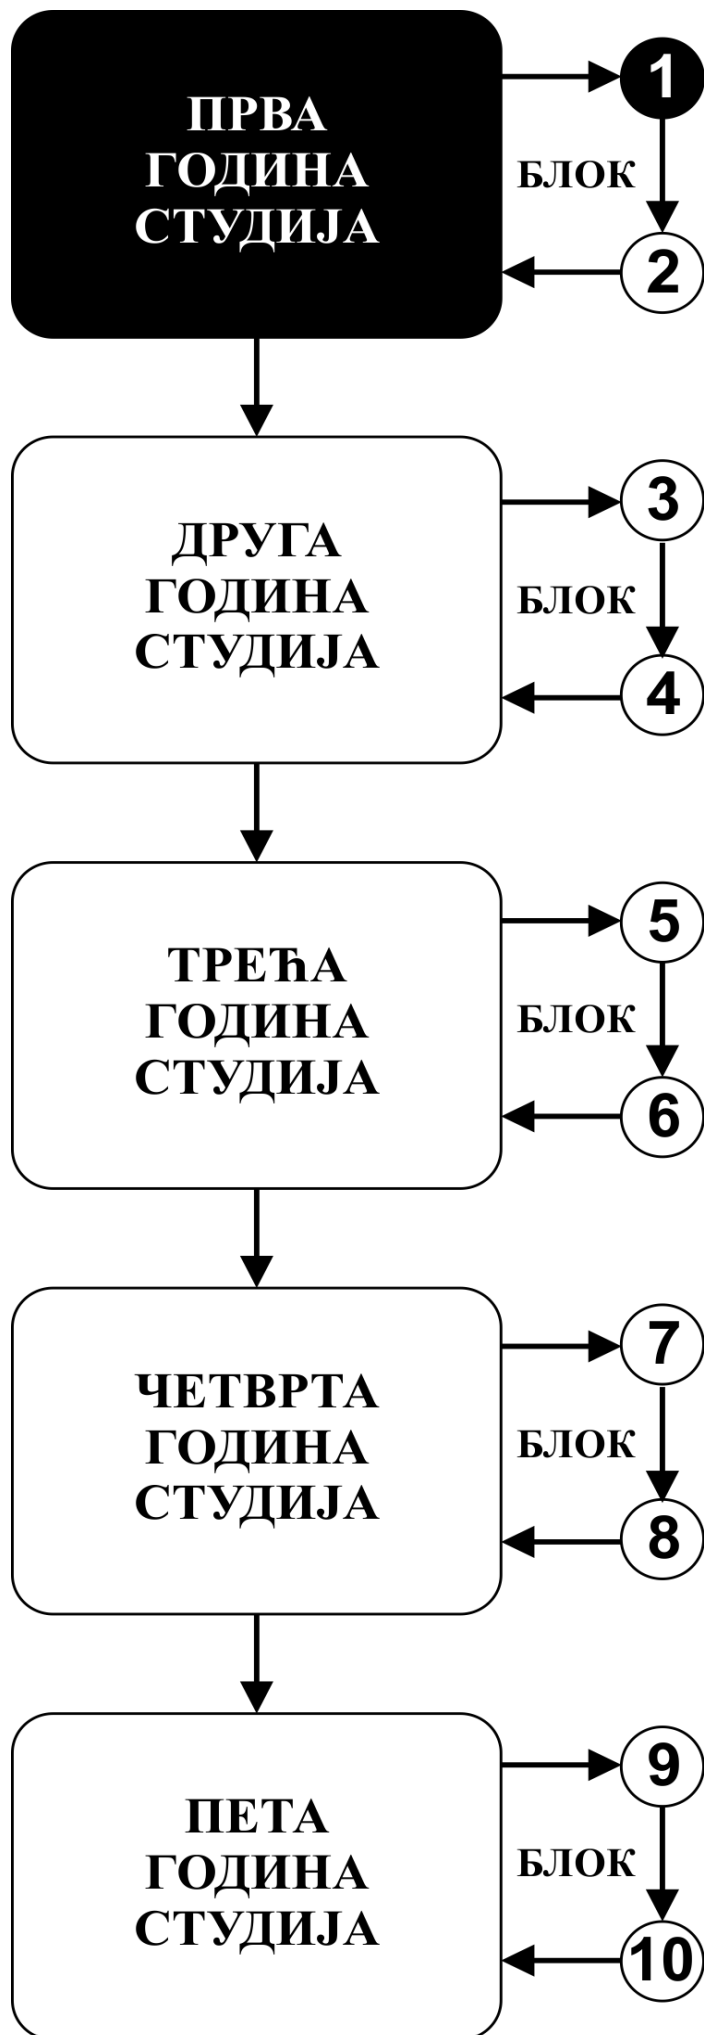 ПРВА
ГОДИНА
СТУДИЈА
1
БЛОК
2
ДРУГА
ГОДИНА
СТУДИЈА
3
БЛОК
4
ТРЕЋА
ГОДИНА
СТУДИЈА
5
БЛОК
6
ЧЕТВРТА
ГОДИНА
СТУДИЈА
7
БЛОК
8
ПЕТА
ГОДИНА
СТУДИЈА
9
БЛОК
10